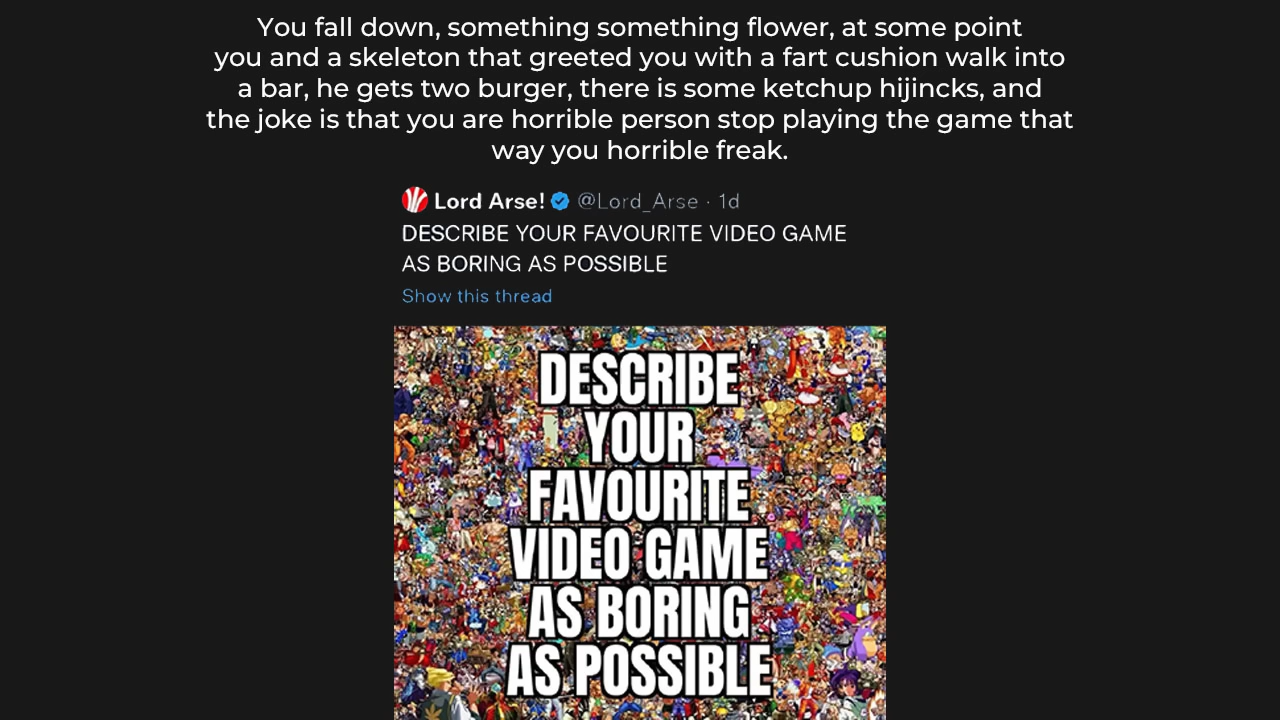 You fall down, something something flower, at some point
you and a skeleton that greeted you with a fart cushion walk into
a bar, he gets two burger, there is some ketchup hijincks, and
the joke is that you are horrible person stop playing the game that
way you horrible freak.
Lord Arse! @Lord_Arse · 1d
DESCRIBE YOUR FAVOURITE VIDEO GAME
AS BORING AS POSSIBLE
Show this thread
DESCRIBE
YOUR
FAVOURITE
VIDEO GAME
AS BORING
AS POSSIBLE